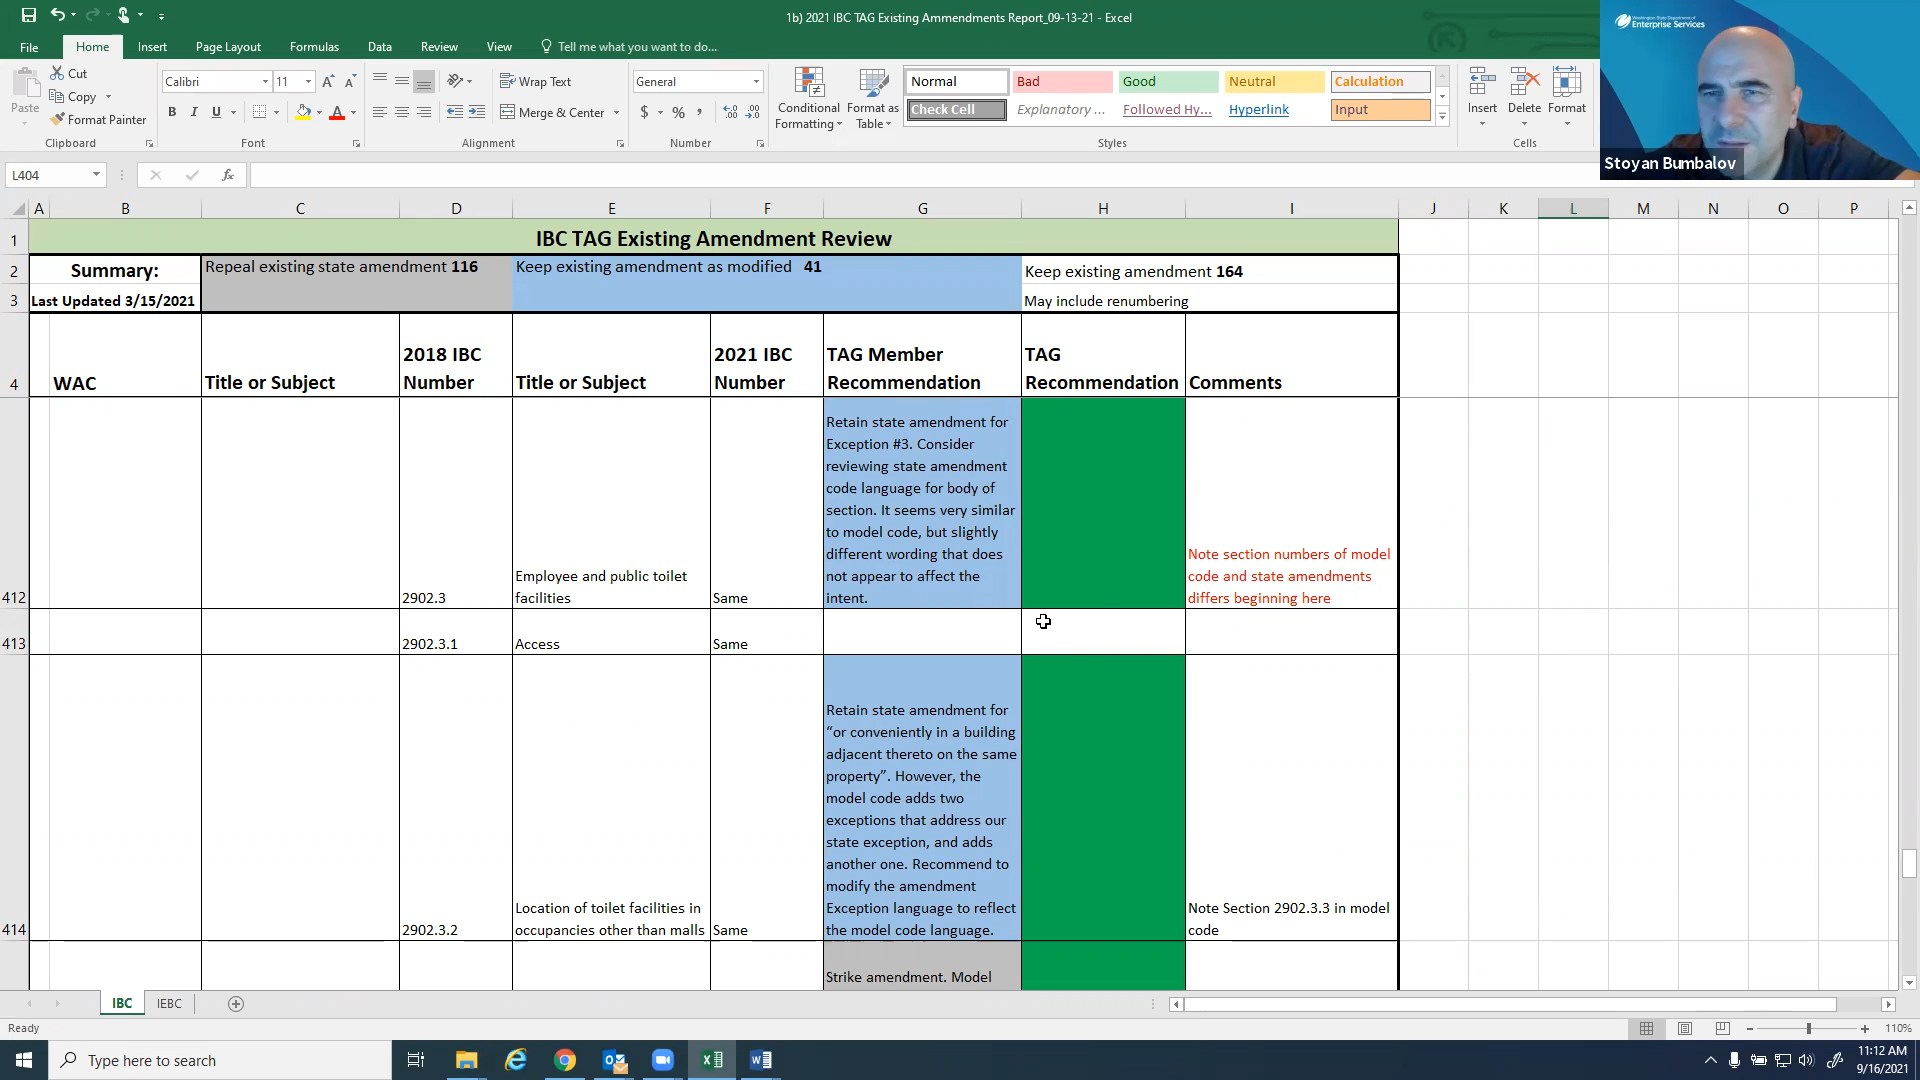 1b) 2021 IBC TAG Existing Ammendments Report_09-13-21 - Excel
File Home Insert Page Layout Formulas Data Review View Tell me what you want to do...
Washington State Department of
Enterprise Services
Stoyan Bumbalov
Paste
Cut
Copy
Format Painter
Clipboard
Calibri 11
B I U
Font
Wrap Text
Merge & Center
Alignment
General
$ % ,
Number
Conditional
Formatting
Format as
Table
Normal Bad Good Neutral Calculation
Check Cell Explanatory ... Followed Hy... Hyperlink Input
Styles
Insert Delete Format
Cells
L404 fx
A B C D E F G H I J K L M N O P
1 IBC TAG Existing Amendment Review
2 Summary: Repeal existing state amendment 116 Keep existing amendment as modified 41 Keep existing amendment 164
3 Last Updated 3/15/2021 May include renumbering
4 WAC
Title or Subject
2018 IBC
Number
Title or Subject
2021 IBC
Number
TAG Member
Recommendation
TAG
Recommendation
Comments
412
2902.3
Employee and public toilet
facilities
Same
Retain state amendment for
Exception #3. Consider
reviewing state amendment
code language for body of
section. It seems very similar
to model code, but slightly
different wording that does
not appear to affect the
intent.
Note section numbers of model
code and state amendments
differs beginning here
413 2902.3.1 Access Same
414
2902.3.2
Location of toilet facilities in
occupancies other than malls
Same
Retain state amendment for
“or conveniently in a building
adjacent thereto on the same
property”. However, the
model code adds two
exceptions that address our
state exception, and adds
another one. Recommend to
modify the amendment
Exception language to reflect
the model code language.
Note Section 2902.3.3 in model
code
Strike amendment. Model
IBC IEBC
Ready
110%
Type here to search
11:12 AM
9/16/2021